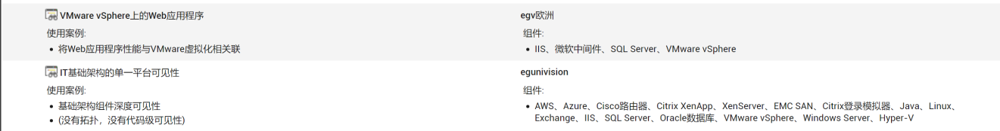 VMware vSphere上的Web应用程序
egv欧洲
使用案例:
组件:
• 将Web应用程序性能与VMware虚拟化相关联
• IIS、微软中间件、SQL Server、VMware vSphere
IT基础架构的单一平台可见性
egunivision
使用案例:
组件:
• 基础架构组件深度可见性
• (没有拓扑，没有代码级可见性)
• AWS、Azure、Cisco路由器、Citrix XenApp、XenServer、EMC SAN、Citrix登录模拟器、Java、Linux、
Exchange、IIS、SQL Server、Oracle数据库、VMware vSphere、Windows Server、Hyper-V